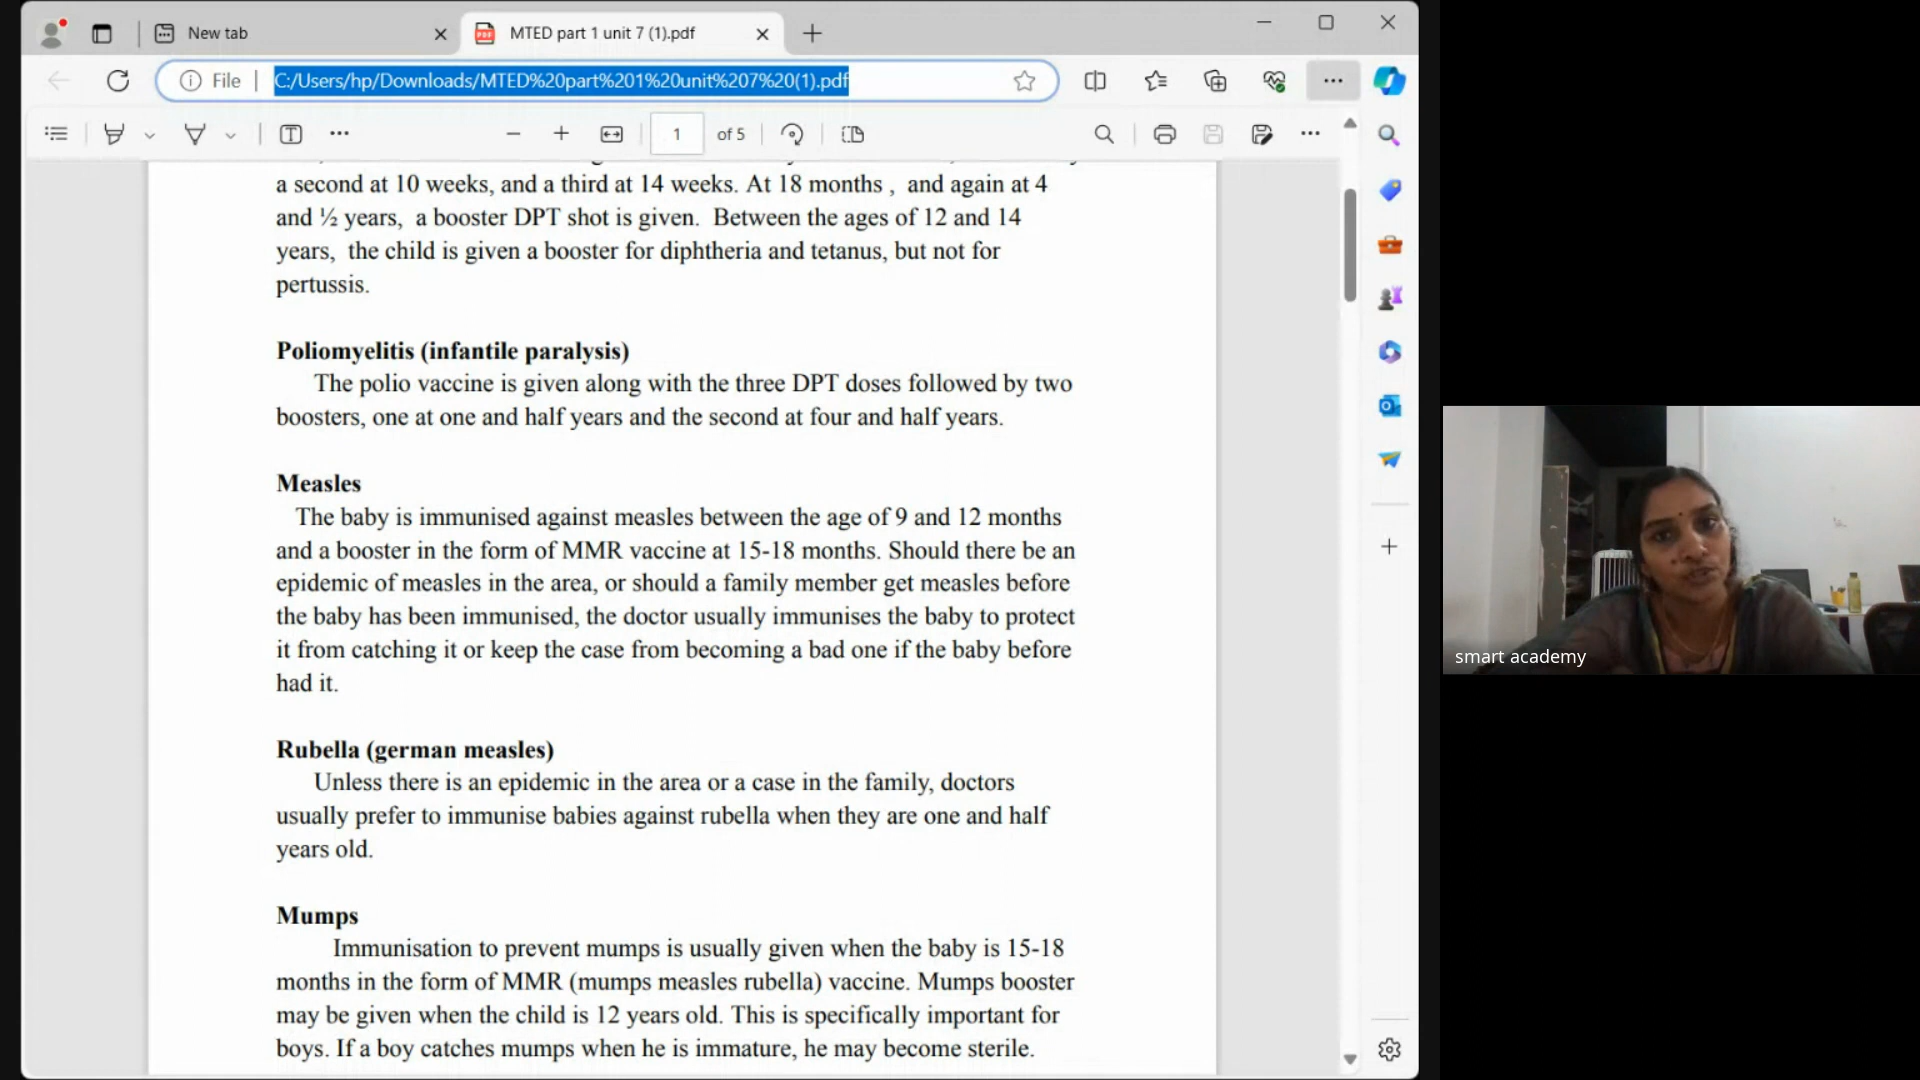 New tab
MTED part 1 unit 7 (1).pdf
File
C:/Users/hp/Downloads/MTED%20part%201%20unit%207%20(1).pdf
1 of 5
a second at 10 weeks, and a third at 14 weeks. At 18 months , and again at 4
and ½ years, a booster DPT shot is given. Between the ages of 12 and 14
years, the child is given a booster for diphtheria and tetanus, but not for
pertussis.
Poliomyelitis (infantile paralysis)
The polio vaccine is given along with the three DPT doses followed by two
boosters, one at one and half years and the second at four and half years.
Measles
The baby is immunised against measles between the age of 9 and 12 months
and a booster in the form of MMR vaccine at 15-18 months. Should there be an
epidemic of measles in the area, or should a family member get measles before
the baby has been immunised, the doctor usually immunises the baby to protect
it from catching it or keep the case from becoming a bad one if the baby before
had it.
Rubella (german measles)
Unless there is an epidemic in the area or a case in the family, doctors
usually prefer to immunise babies against rubella when they are one and half
years old.
Mumps
Immunisation to prevent mumps is usually given when the baby is 15-18
months in the form of MMR (mumps measles rubella) vaccine. Mumps booster
may be given when the child is 12 years old. This is specifically important for
boys. If a boy catches mumps when he is immature, he may become sterile.
smart academy